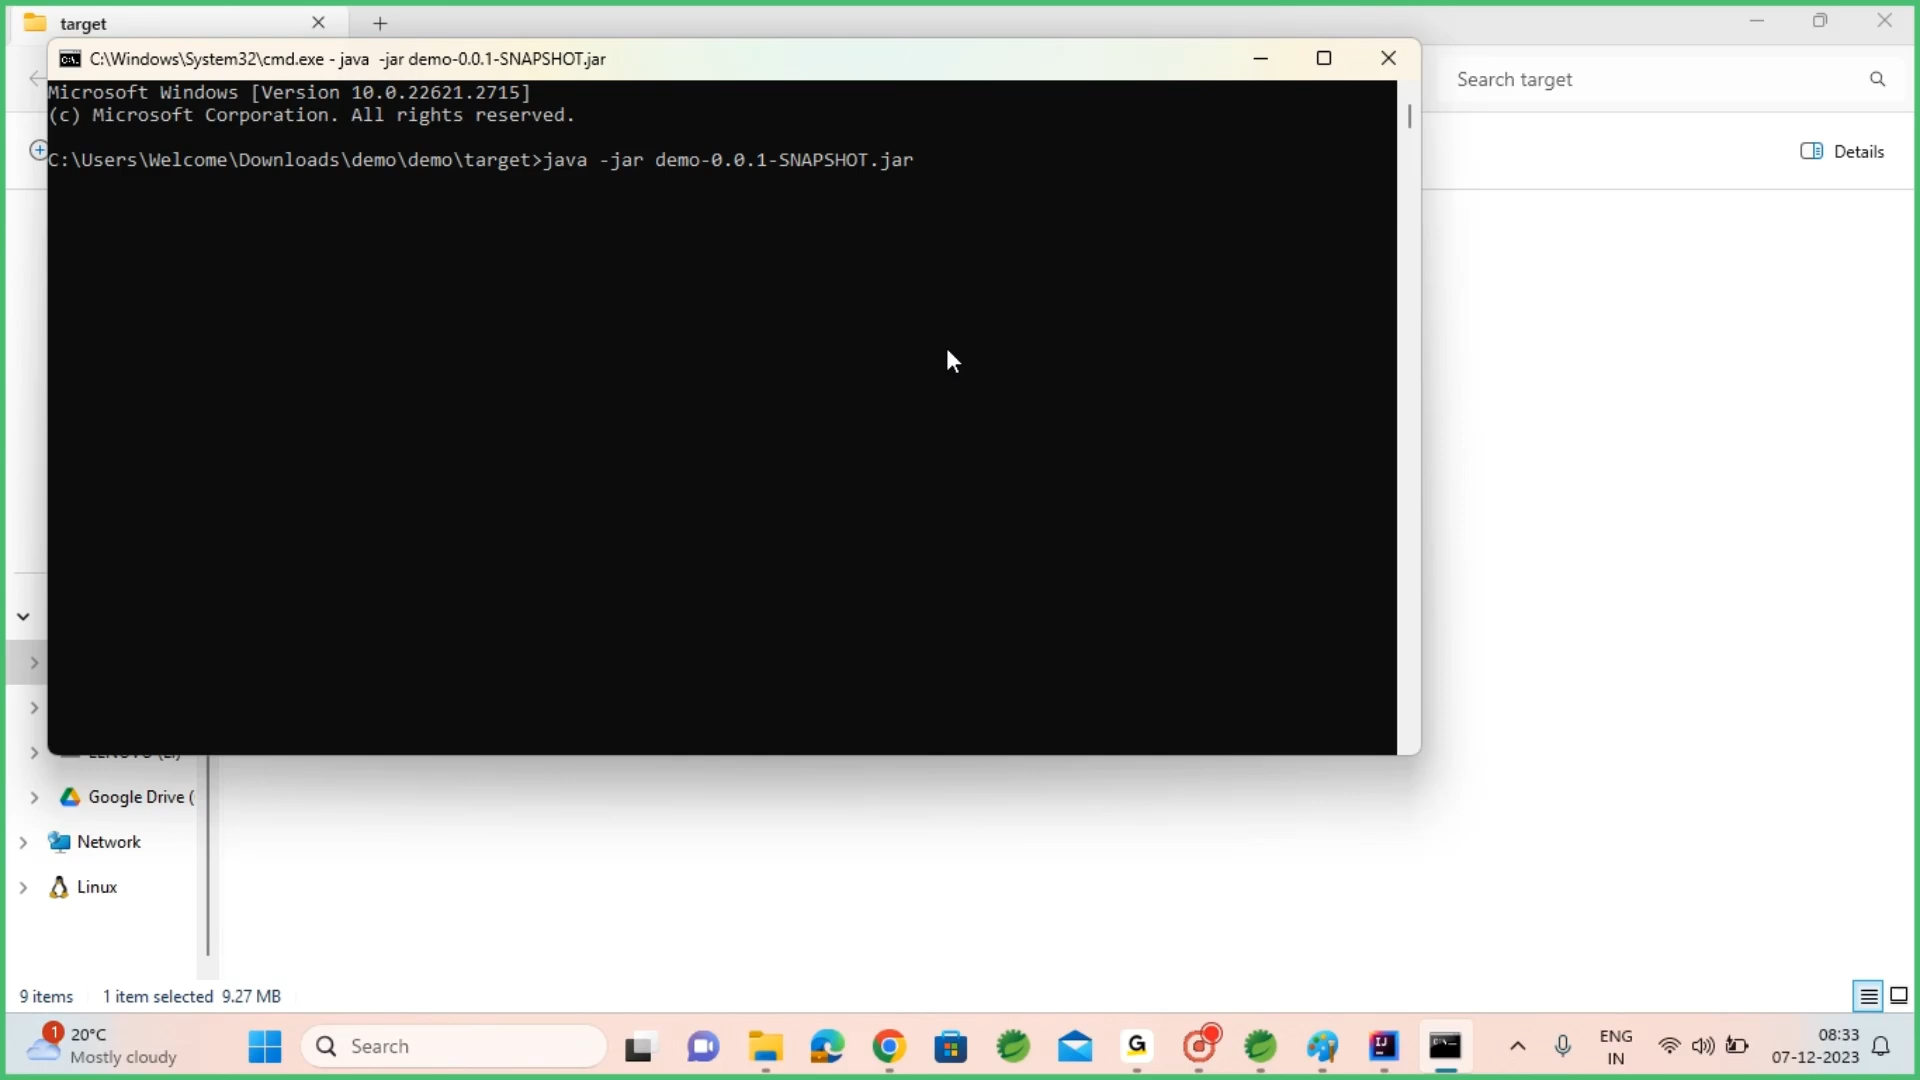 target
C:\Windows\System32\cmd.exe - java  -jar demo-0.0.1-SNAPSHOT.jar
Search target
Microsoft Windows [Version 10.0.22621.2715]
(c) Microsoft Corporation. All rights reserved.
C:\Users\Welcome\Downloads\demo\demo\target>java -jar demo-0.0.1-SNAPSHOT.jar
Details
Google Drive (
Network
Linux
9 items
1 item selected 9.27 MB
1
20°C
Mostly cloudy
Search
G
IJ
ENG
IN
08:33
07-12-2023